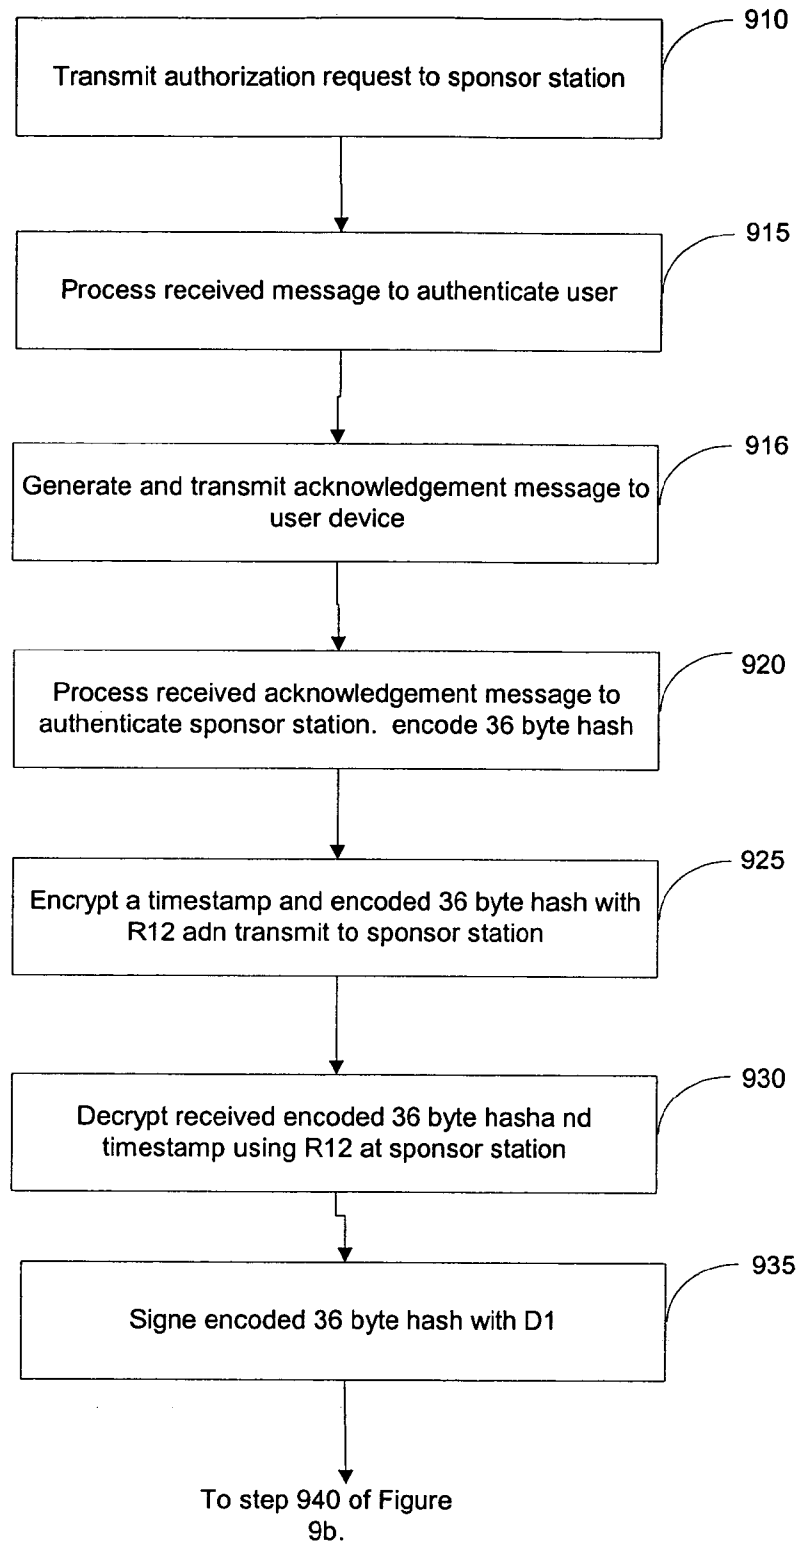 910
Transmit authorization request to sponsor station
915
Process received message to authenticate user
916
Generate and transmit acknowledgement message to
user device
920
Process received acknowledgement message to
authenticate sponsor station.  encode 36 byte hash
925
Encrypt a timestamp and encoded 36 byte hash with
R12 adn transmit to sponsor station
930
Decrypt received encoded 36 byte hasha nd
timestamp using R12 at sponsor station
935
Signe encoded 36 byte hash with D1
To step 940 of Figure
9b.